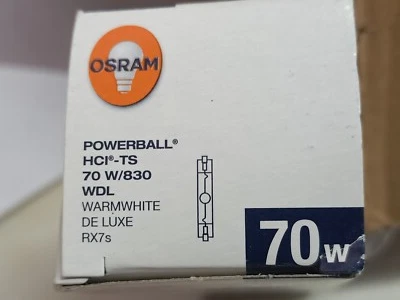 OSRAM
POWERBALL®
HCI®-TS
70 W/830
WDL
WARMWHITE
DE LUXE
RX7s
70 W